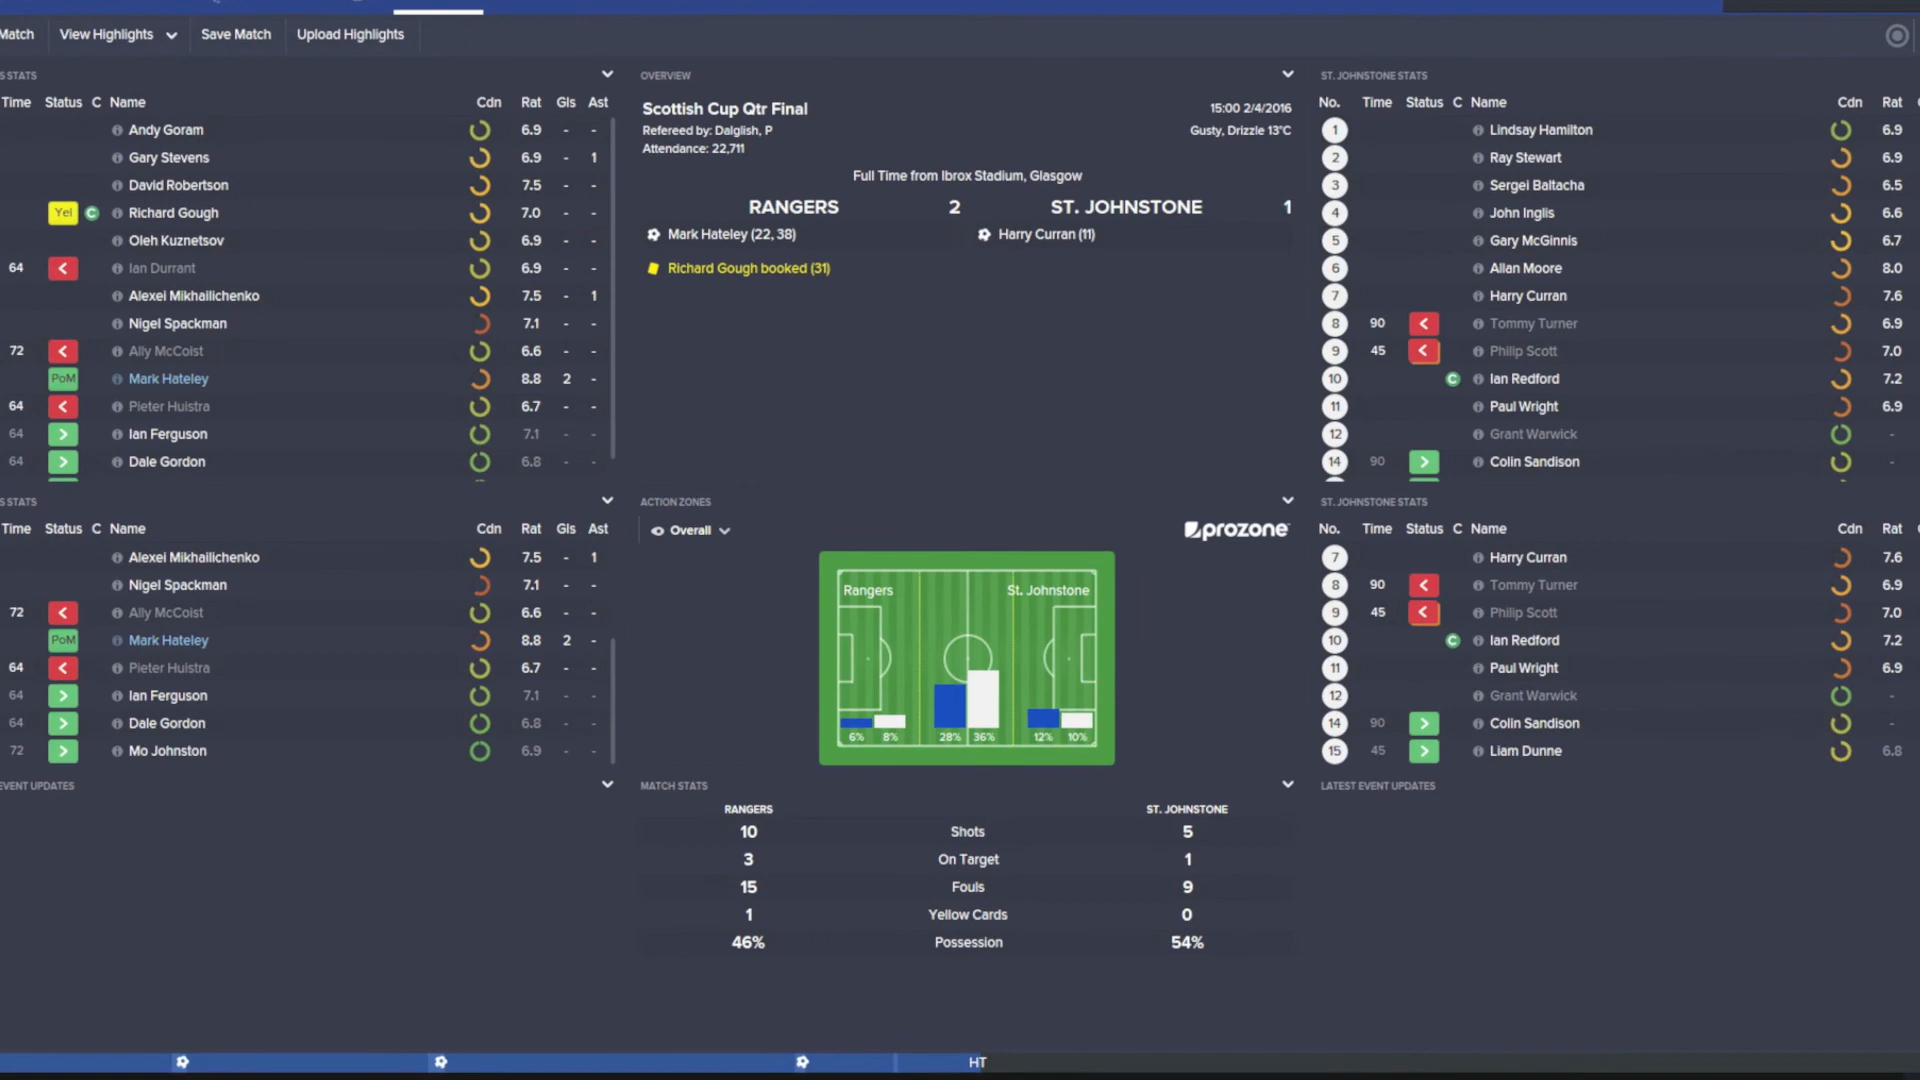 Match View Highlights Save Match Upload Highlights
S STATS
Time Status C Name Cdn Rat Gls Ast
Andy Goram 6.9 - -
Gary Stevens 6.9 - 1
David Robertson 7.5 - -
Yel C Richard Gough 7.0 - -
Oleh Kuznetsov 6.9 - -
64 Ian Durrant 6.9 - -
Alexei Mikhailichenko 7.5 - 1
Nigel Spackman 7.1 - -
72 Ally McCoist 6.6 - -
PoM Mark Hateley 8.8 2 -
64 Pieter Huistra 6.7 - -
64 Ian Ferguson 7.1 - -
64 Dale Gordon 6.8 - -
OVERVIEW
Scottish Cup Qtr Final 15:00 2/4/2016
Refereed by: Dalglish, P Gusty, Drizzle 13°C
Attendance: 22,711
Full Time from Ibrox Stadium, Glasgow
RANGERS 2 ST. JOHNSTONE 1
Mark Hateley (22, 38) Harry Curran (11)
Richard Gough booked (31)
ST. JOHNSTONE STATS
No. Time Status C Name Cdn Rat
1 Lindsay Hamilton 6.9
2 Ray Stewart 6.9
3 Sergei Baltacha 6.5
4 John Inglis 6.6
5 Gary McGinnis 6.7
6 Allan Moore 8.0
7 Harry Curran 7.6
8 90 Tommy Turner 6.9
9 45 Philip Scott 7.0
10 C Ian Redford 7.2
11 Paul Wright 6.9
12 Grant Warwick -
14 90 Colin Sandison -
S STATS
Time Status C Name Cdn Rat Gls Ast
Alexei Mikhailichenko 7.5 - 1
Nigel Spackman 7.1 - -
72 Ally McCoist 6.6 - -
PoM Mark Hateley 8.8 2 -
64 Pieter Huistra 6.7 - -
64 Ian Ferguson 7.1 - -
64 Dale Gordon 6.8 - -
72 Mo Johnston 6.9 - -
ACTION ZONES
Overall prozone
Rangers St. Johnstone
6% 8% 28% 36% 12% 10%
ST. JOHNSTONE STATS
No. Time Status C Name Cdn Rat
7 Harry Curran 7.6
8 90 Tommy Turner 6.9
9 45 Philip Scott 7.0
10 C Ian Redford 7.2
11 Paul Wright 6.9
12 Grant Warwick -
14 90 Colin Sandison -
15 45 Liam Dunne 6.8
EVENT UPDATES
MATCH STATS
RANGERS ST. JOHNSTONE
10 Shots 5
3 On Target 1
15 Fouls 9
1 Yellow Cards 0
46% Possession 54%
LATEST EVENT UPDATES
HT